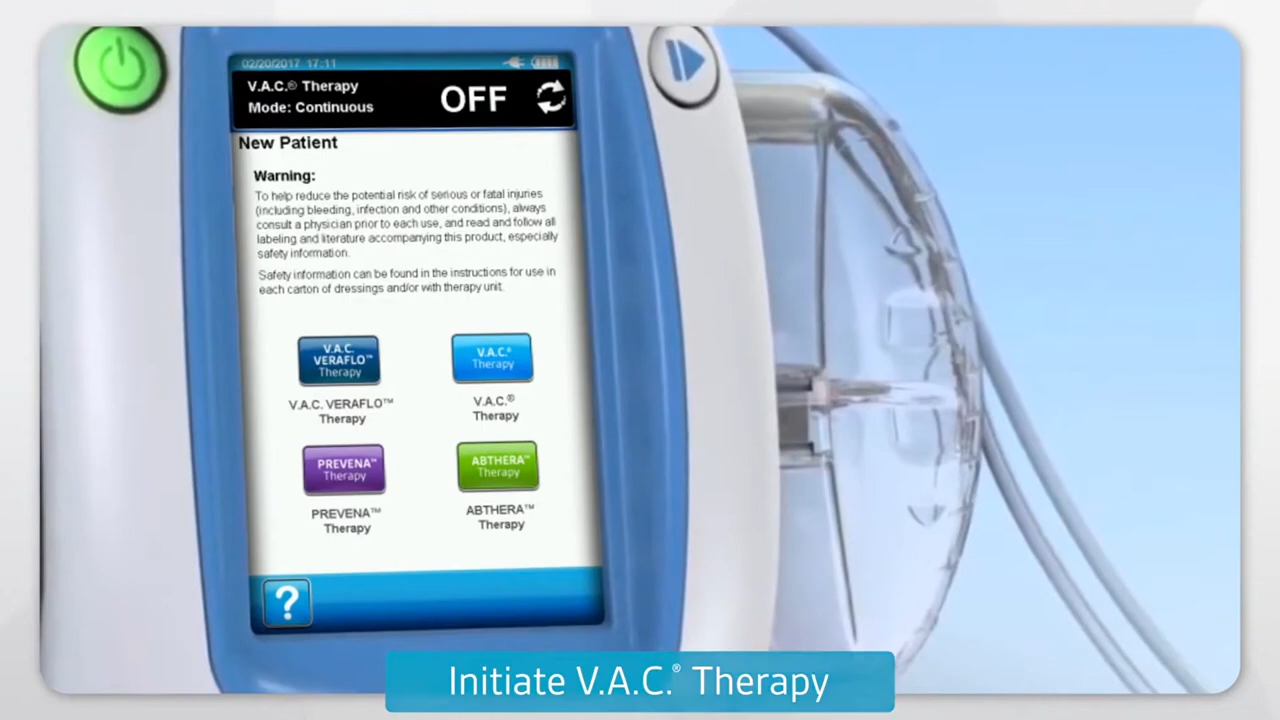 02/20/2017 17:11
V.A.C.® Therapy
Mode: Continuous
OFF
New Patient
Warning:
To help reduce the potential risk of serious or fatal injuries
(including bleeding, infection and other conditions), always
consult a physician prior to each use, and read and follow all
labeling and literature accompanying this product, especially
safety information.
Safety information can be found in the instructions for use in
each carton of dressings and/or with therapy unit.
V.A.C.
VERAFLO™
Therapy
V.A.C.®
Therapy
V.A.C. VERAFLO™
Therapy
V.A.C.®
Therapy
PREVENA™
Therapy
ABTHERA™
Therapy
PREVENA™
Therapy
ABTHERA™
Therapy
?
Initiate V.A.C.® Therapy